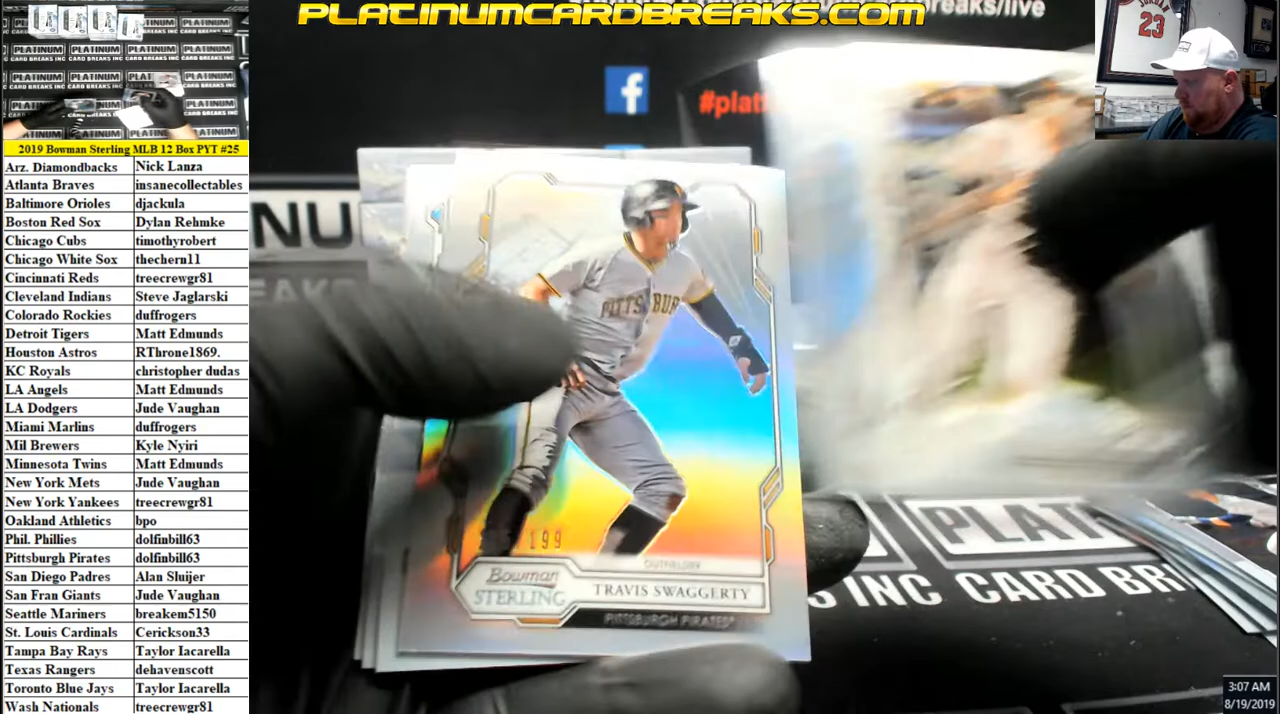 PLATINUMCARDBREAKS.COM
breaks/live
JORDAN
23
#plat
2019 Bowman Sterling MLB 12 Box PYT #25
Arz. Diamondbacks Nick Lanza
Atlanta Braves insanecollectables
Baltimore Orioles djackula
Boston Red Sox Dylan Rehmke
Chicago Cubs timothyrobert
Chicago White Sox thechern11
Cincinnati Reds treecrewgr81
Cleveland Indians Steve Jaglarski
Colorado Rockies duffrogers
Detroit Tigers Matt Edmunds
Houston Astros RThrone1869.
KC Royals christopher dudas
LA Angels Matt Edmunds
LA Dodgers Jude Vaughan
Miami Marlins duffrogers
Mil Brewers Kyle Nyiri
Minnesota Twins Matt Edmunds
New York Mets Jude Vaughan
New York Yankees treecrewgr81
Oakland Athletics bpo
Phil. Phillies dolfinbill63
Pittsburgh Pirates dolfinbill63
San Diego Padres Alan Sluijer
San Fran Giants Jude Vaughan
Seattle Mariners breakem5150
St. Louis Cardinals Cerickson33
Tampa Bay Rays Taylor Iacarella
Texas Rangers dehavenscott
Toronto Blue Jays Taylor Iacarella
Wash Nationals treecrewgr81
PITTSBUR
199
OUTFIELDER
Bowman
STERLING
TRAVIS SWAGGERTY
PITTSBURGH PIRATES
PLAT
INC CARD BR
3:07 AM
8/19/2019